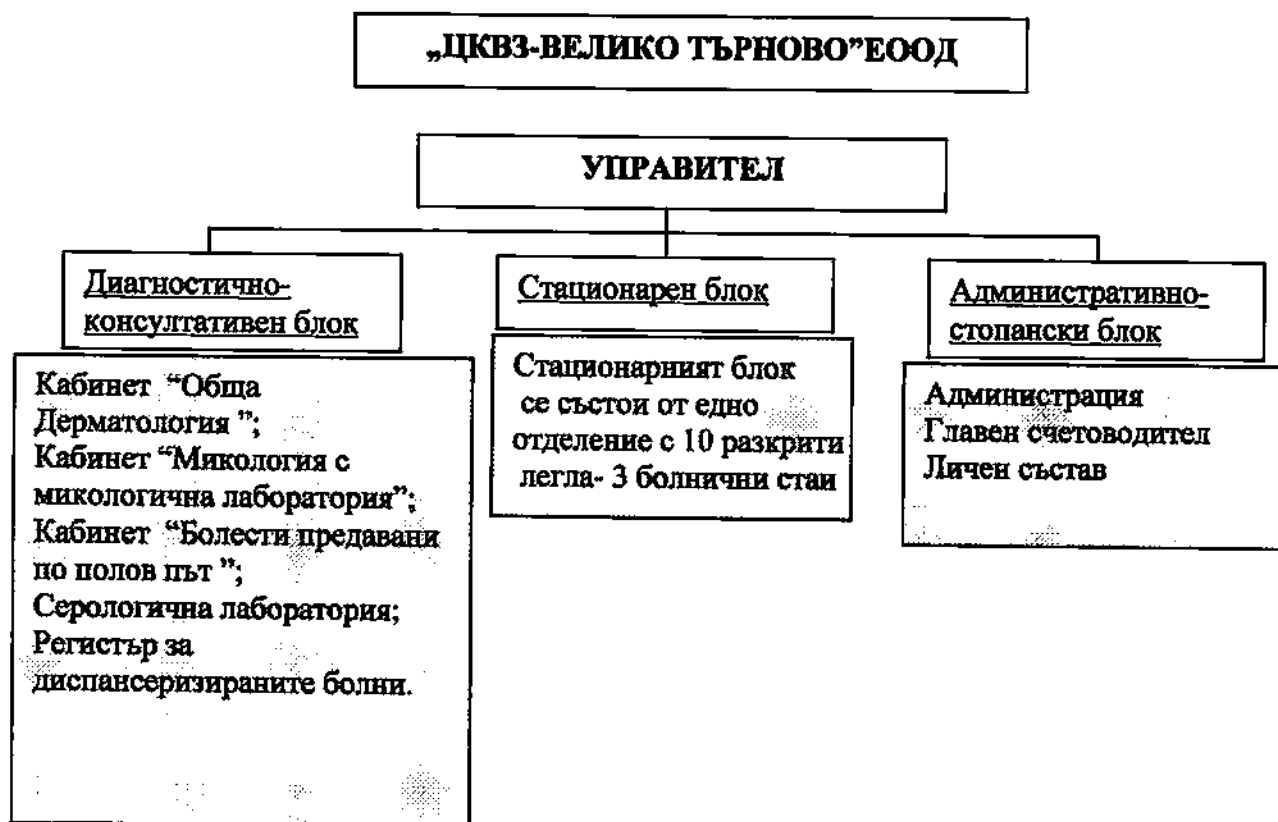 „ЦКВЗ-ВЕЛИКО ТЪРНОВО”ЕООД
УПРАВИТЕЛ
Диагностично-
консултативен блок
Кабинет “Обща
Дерматология ”;
Кабинет “Микология с
микологична лаборатория”;
Кабинет “Болести предавани
по полов път ”;
Серологична лаборатория;
Регистър за
диспансеризираните болни.
Стационарен блок
Стационарният блок
се състои от едно
отделение с 10 разкрити
легла- 3 болнични стаи
Административно-
стопански блок
Администрация
Главен счетоводител
Личен състав